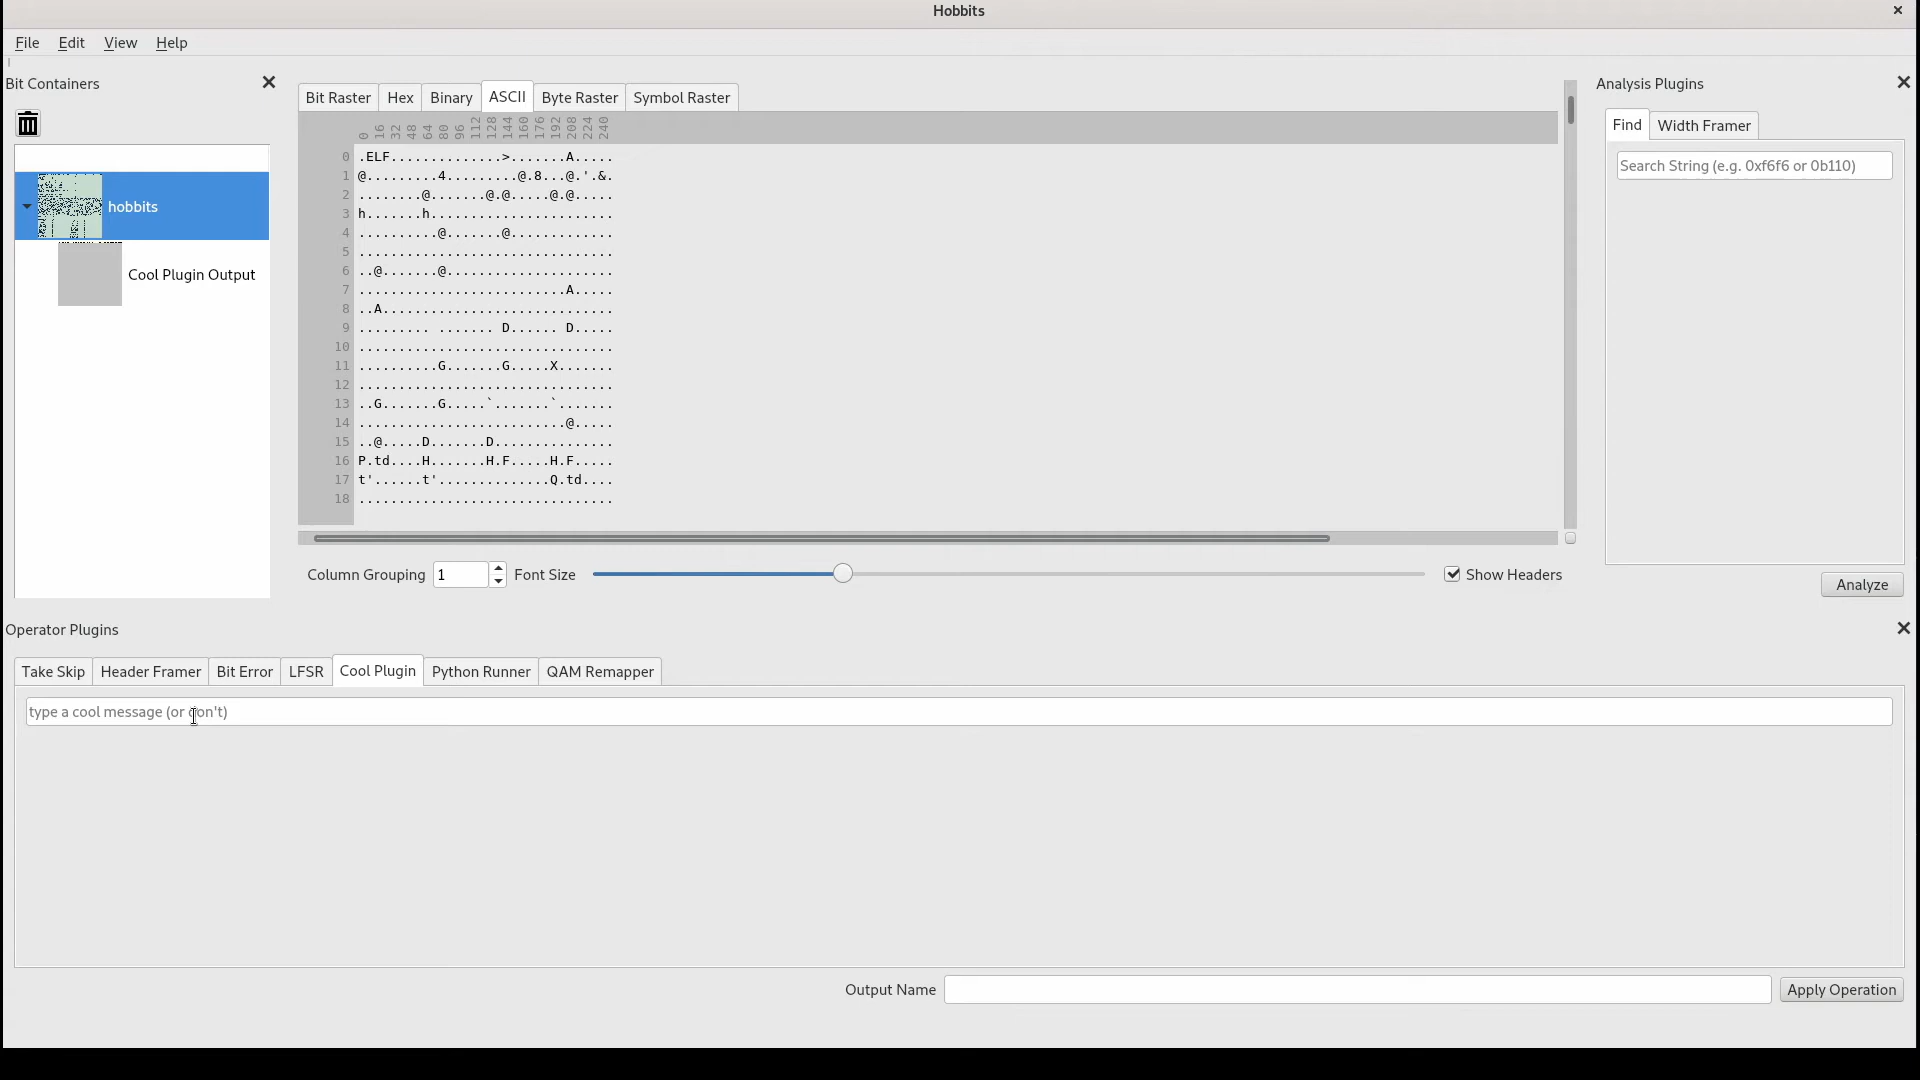 Hobbits
File Edit View Help
Bit Containers
hobbits
Cool Plugin Output
Bit Raster Hex Binary ASCII Byte Raster Symbol Raster
0 16 32 48 64 80 96 112 128 144 160 176 192 208 224 240
0 .ELF..............>.......A.....
1 @.........4.........@.8...@.'.&.
2 ........@.......@.@.....@.@.....
3 h.......h.......................
4 ..........@.......@.............
5 ................................
6 ..@.......@.....................
7 ..........................A.....
8 ..A.............................
9 ......... ....... D...... D.....
10 ................................
11 ..........G.......G.....X.......
12 ................................
13 ..G.......G.....`.......`.......
14 ..........................@.....
15 ..@.....D.......D...............
16 P.td....H.......H.F.....H.F.....
17 t'......t'..............Q.td....
18 ................................
Column Grouping 1 Font Size Show Headers
Analysis Plugins
Find Width Framer
Search String (e.g. 0xf6f6 or 0b110)
Analyze
Operator Plugins
Take Skip Header Framer Bit Error LFSR Cool Plugin Python Runner QAM Remapper
type a cool message (or don't)
Output Name Apply Operation